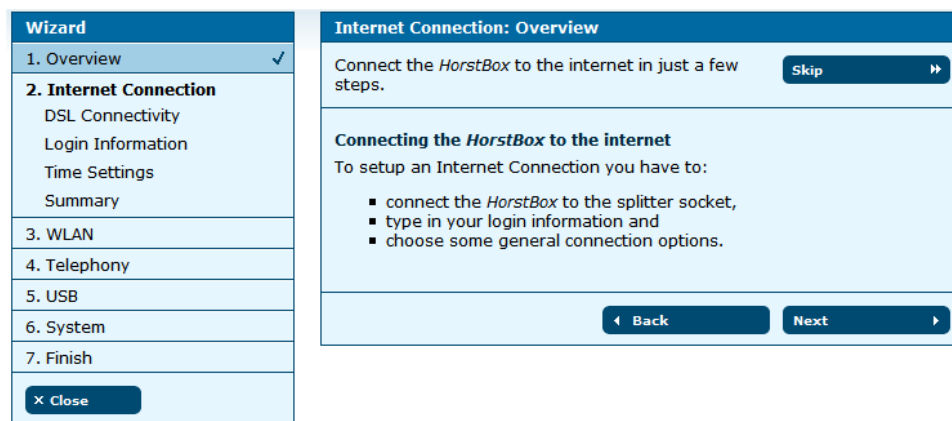 Wizard
1. Overview
2. Internet Connection
DSL Connectivity
Login Information
Time Settings
Summary
3. WLAN
4. Telephony
5. USB
6. System
7. Finish
× Close
Internet Connection: Overview
Connect the HorstBox to the internet in just a few
steps.
Skip
Connecting the HorstBox to the internet
To setup an Internet Connection you have to:
▪ connect the HorstBox to the splitter socket,
▪ type in your login information and
▪ choose some general connection options.
Back
Next